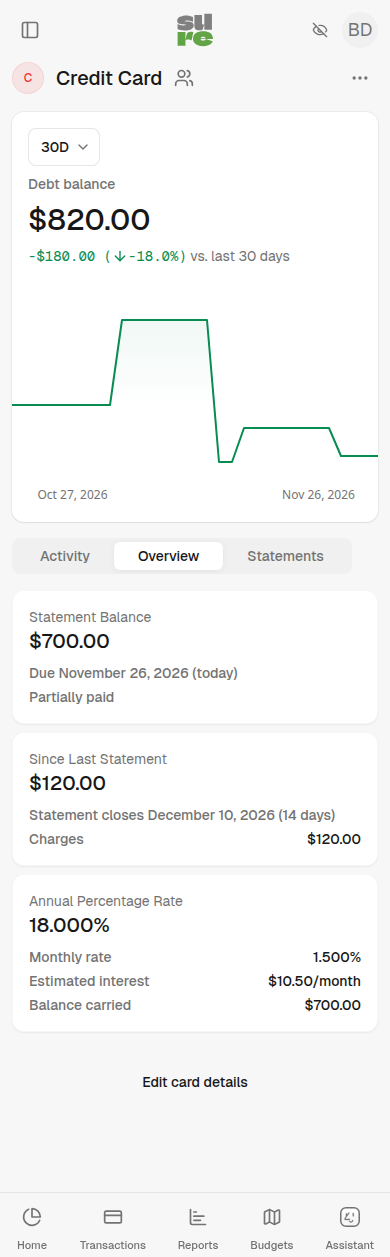 sure
BD
C
Credit Card
30D
Debt balance
$820.00
-$180.00 (↓-18.0%) vs. last 30 days
Oct 27, 2026
Nov 26, 2026
Activity
Overview
Statements
Statement Balance
$700.00
Due November 26, 2026 (today)
Partially paid
Since Last Statement
$120.00
Statement closes December 10, 2026 (14 days)
Charges $120.00
Annual Percentage Rate
18.000%
Monthly rate 1.500%
Estimated interest $10.50/month
Balance carried $700.00
Edit card details
Home
Transactions
Reports
Budgets
Assistant